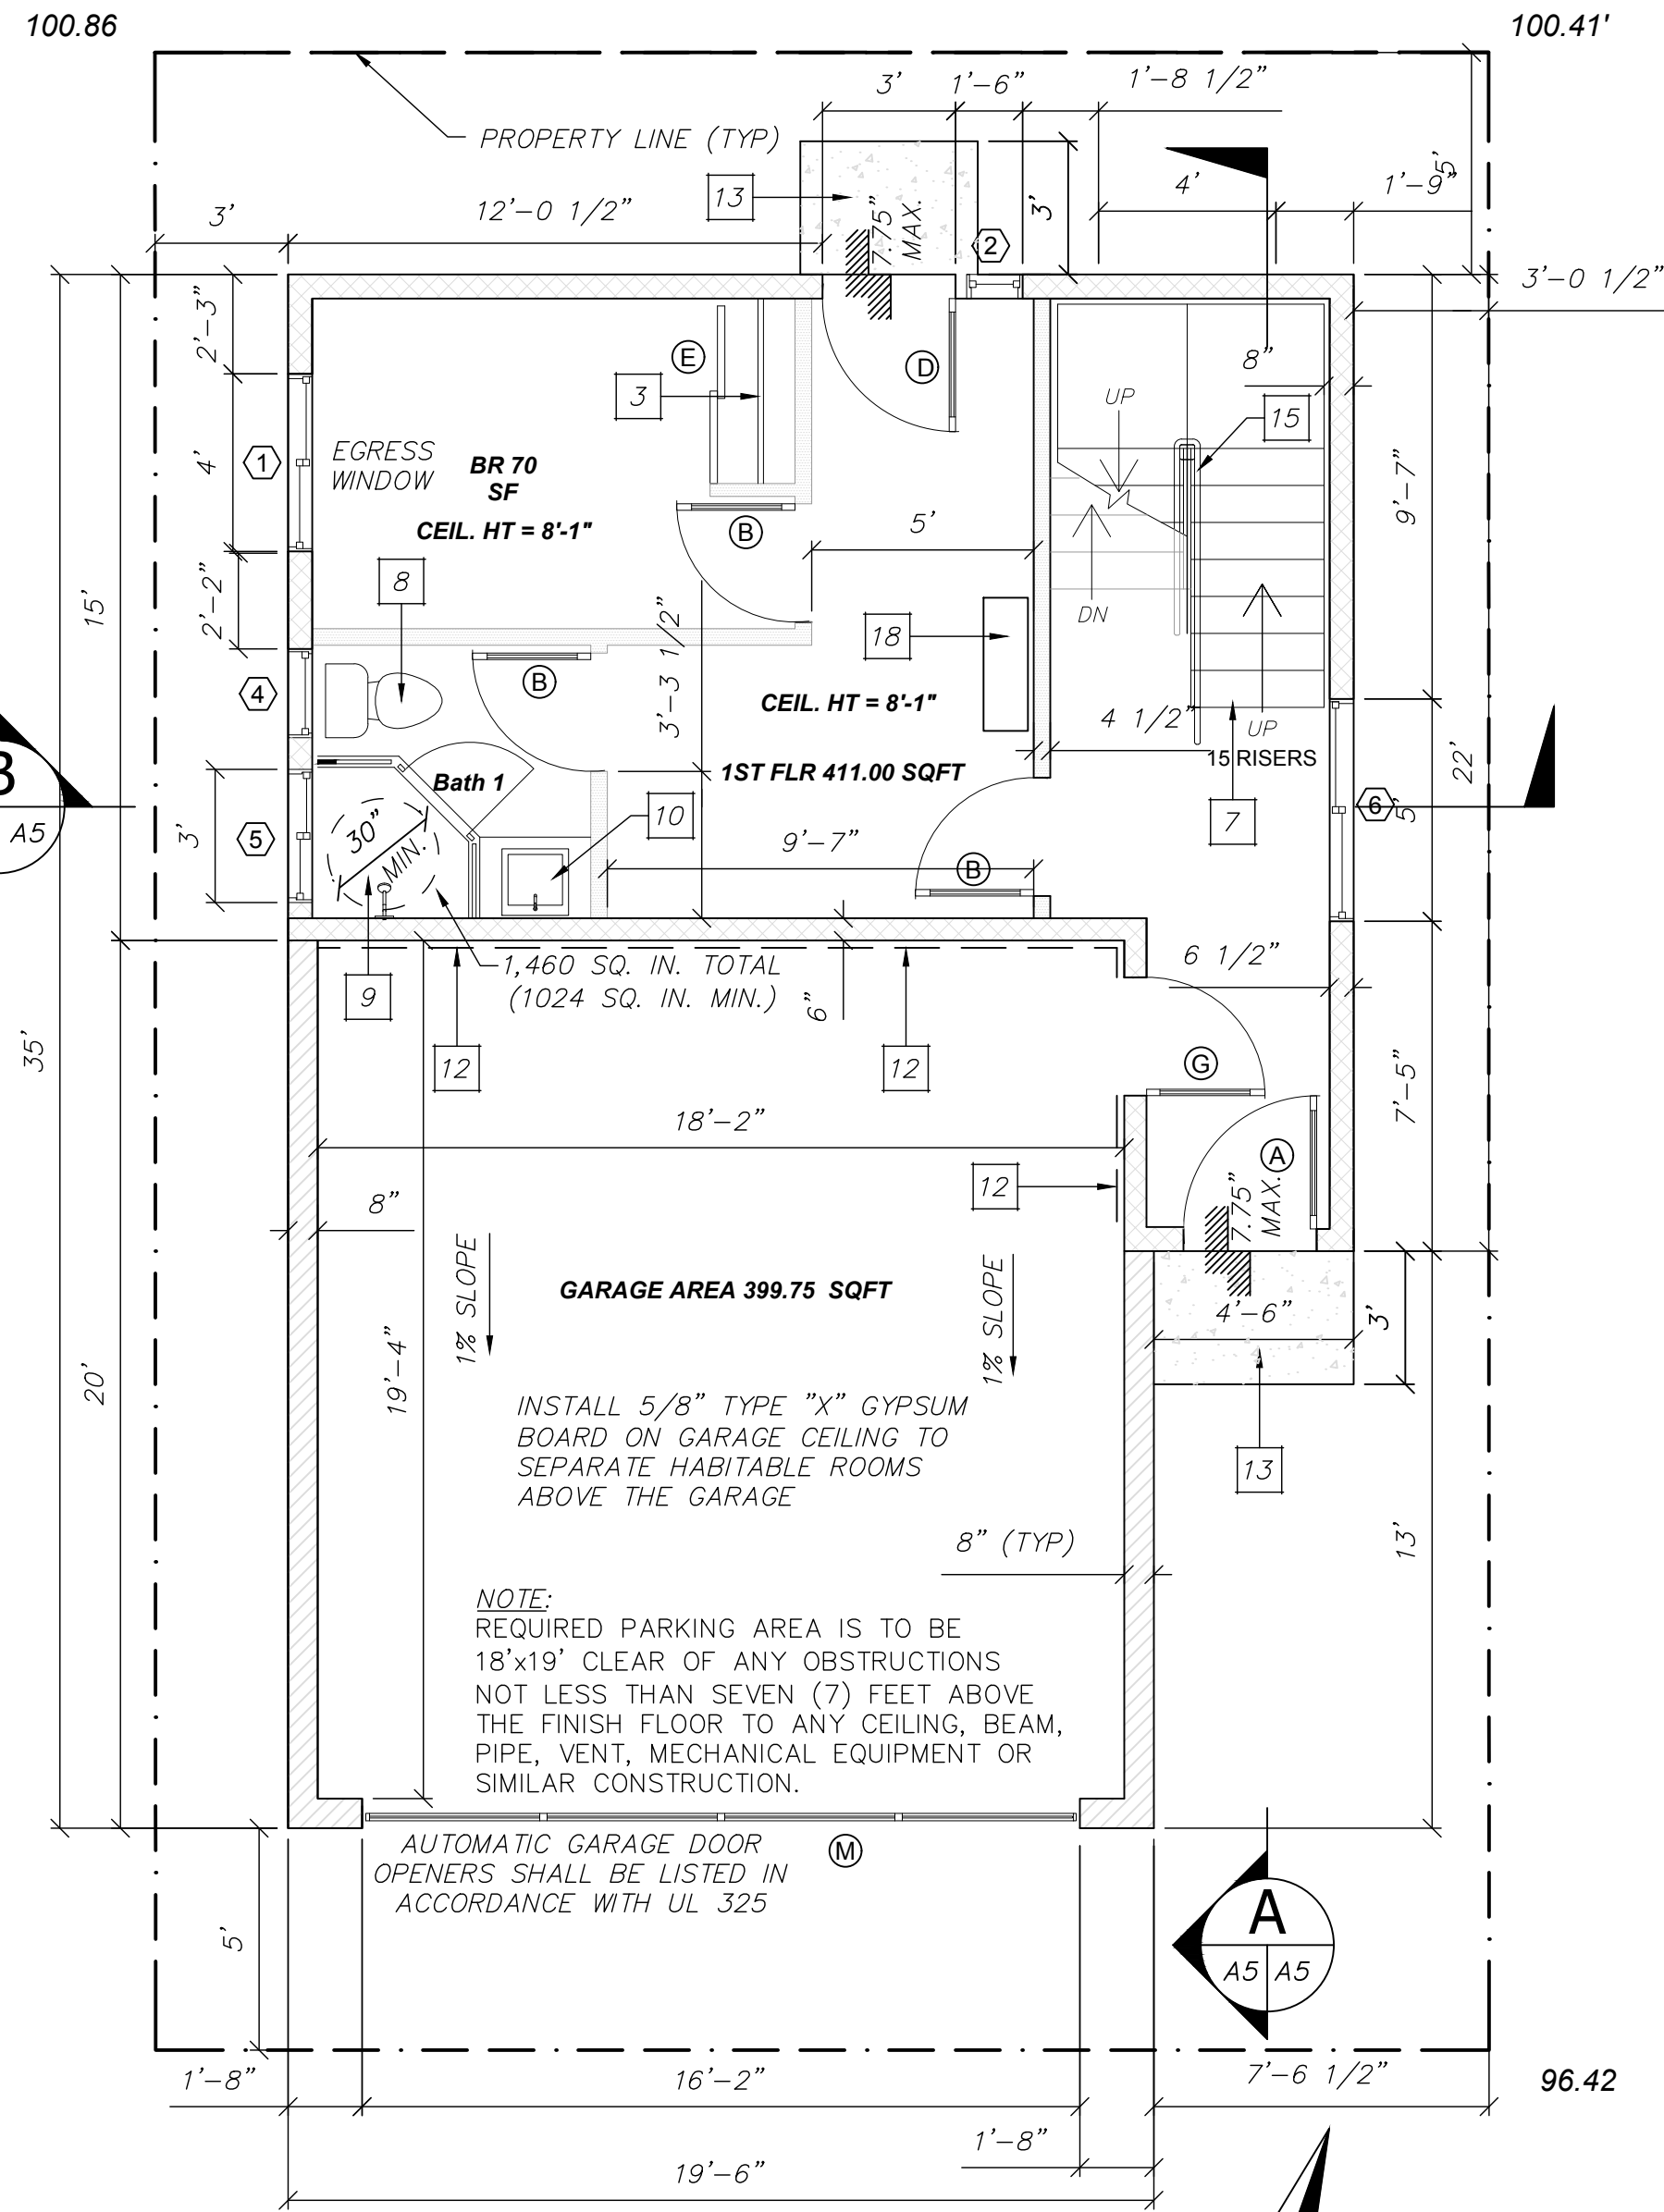 100.86
100.41'
3' 1'-6" 1'-8 1/2"
PROPERTY LINE (TYP)
5'
13
7.75"
MAX.
3'
4'
1'-9"
3'
12'-0 1/2"
2
3'-0 1/2"
2'-3"
E
D
8"
3
UP
15
EGRESS
WINDOW
BR 70
SF
CEIL. HT = 8'-1"
1
4'
B
5'
9'-7"
8
2'-2"
15'
DN
18
3'-3 1/2"
B
4
CEIL. HT = 8'-1"
4 1/2"
UP
15 RISERS
1ST FLR 411.00 SQFT
22'
Bath 1
B
A5
5
3'
30"
MIN.
10
7
6
5'
9'-7"
B
1,460 SQ. IN. TOTAL
(1024 SQ. IN. MIN.)
9
6"
6 1/2"
12
12
G
35'
7'-5"
18'-2"
12
A
7.75"
MAX.
8"
1% SLOPE
1% SLOPE
GARAGE AREA 399.75 SQFT
4'-6"
3'
19'-4"
20'
INSTALL 5/8" TYPE "X" GYPSUM
BOARD ON GARAGE CEILING TO
SEPARATE HABITABLE ROOMS
ABOVE THE GARAGE
13
8" (TYP)
13'
NOTE:
REQUIRED PARKING AREA IS TO BE
18'x19' CLEAR OF ANY OBSTRUCTIONS
NOT LESS THAN SEVEN (7) FEET ABOVE
THE FINISH FLOOR TO ANY CEILING, BEAM,
PIPE, VENT, MECHANICAL EQUIPMENT OR
SIMILAR CONSTRUCTION.
AUTOMATIC GARAGE DOOR
OPENERS SHALL BE LISTED IN
ACCORDANCE WITH UL 325
M
A
A5 A5
5'
1'-8"
16'-2"
7'-6 1/2"
96.42
1'-8"
19'-6"